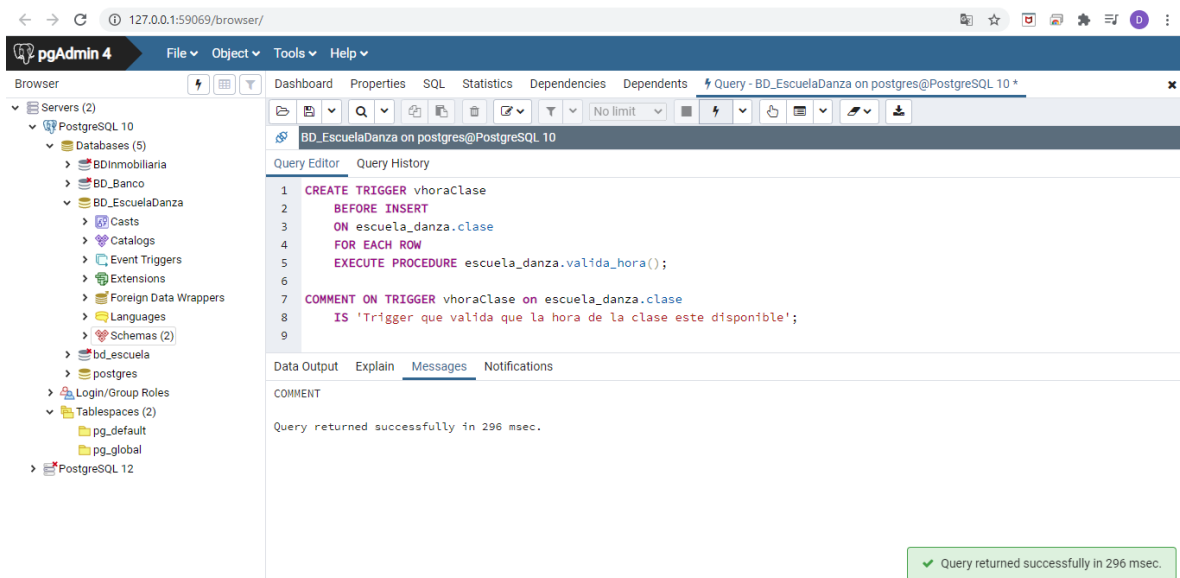 127.0.0.1:59069/browser/
D
pgAdmin 4
File Object Tools Help
Browser
Dashboard Properties SQL Statistics Dependencies Dependents Query - BD_EscuelaDanza on postgres@PostgreSQL 10 *
Servers (2)
PostgreSQL 10
Databases (5)
BDInmobiliaria
BD_Banco
BD_EscuelaDanza
Casts
Catalogs
Event Triggers
Extensions
Foreign Data Wrappers
Languages
Schemas (2)
bd_escuela
postgres
Login/Group Roles
Tablespaces (2)
pg_default
pg_global
PostgreSQL 12
No limit
BD_EscuelaDanza on postgres@PostgreSQL 10
Query Editor Query History
1 CREATE TRIGGER vhoraClase
2 BEFORE INSERT
3 ON escuela_danza.clase
4 FOR EACH ROW
5 EXECUTE PROCEDURE escuela_danza.valida_hora();
6
7 COMMENT ON TRIGGER vhoraClase on escuela_danza.clase
8 IS 'Trigger que valida que la hora de la clase este disponible';
9
Data Output Explain Messages Notifications
COMMENT
Query returned successfully in 296 msec.
Query returned successfully in 296 msec.